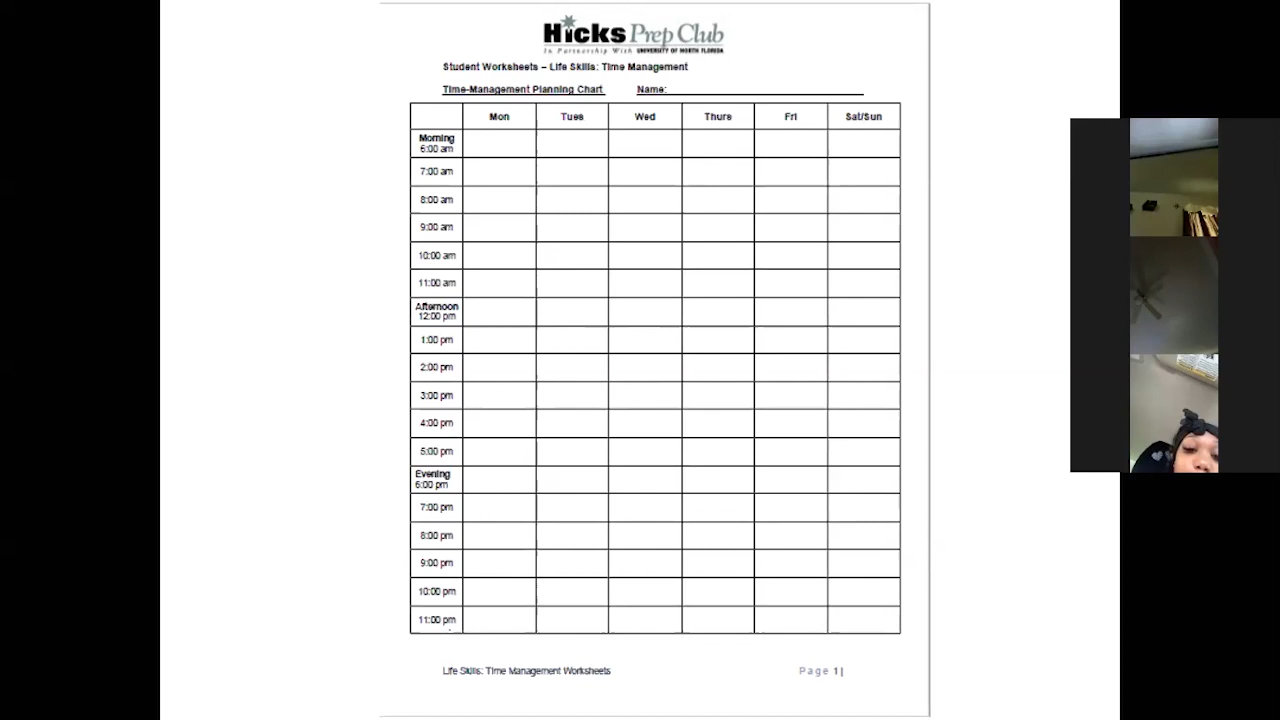 Hicks Prep Club
In Partnership With UNIVERSITY OF NORTH FLORIDA
Student Worksheets – Life Skills: Time Management
Time-Management Planning Chart Name:
Mon Tues Wed Thurs Fri Sat/Sun
Morning
6:00 am
7:00 am
8:00 am
9:00 am
10:00 am
11:00 am
Afternoon
12:00 pm
1:00 pm
2:00 pm
3:00 pm
4:00 pm
5:00 pm
Evening
6:00 pm
7:00 pm
8:00 pm
9:00 pm
10:00 pm
11:00 pm
Life Skills: Time Management Worksheets Page 1|